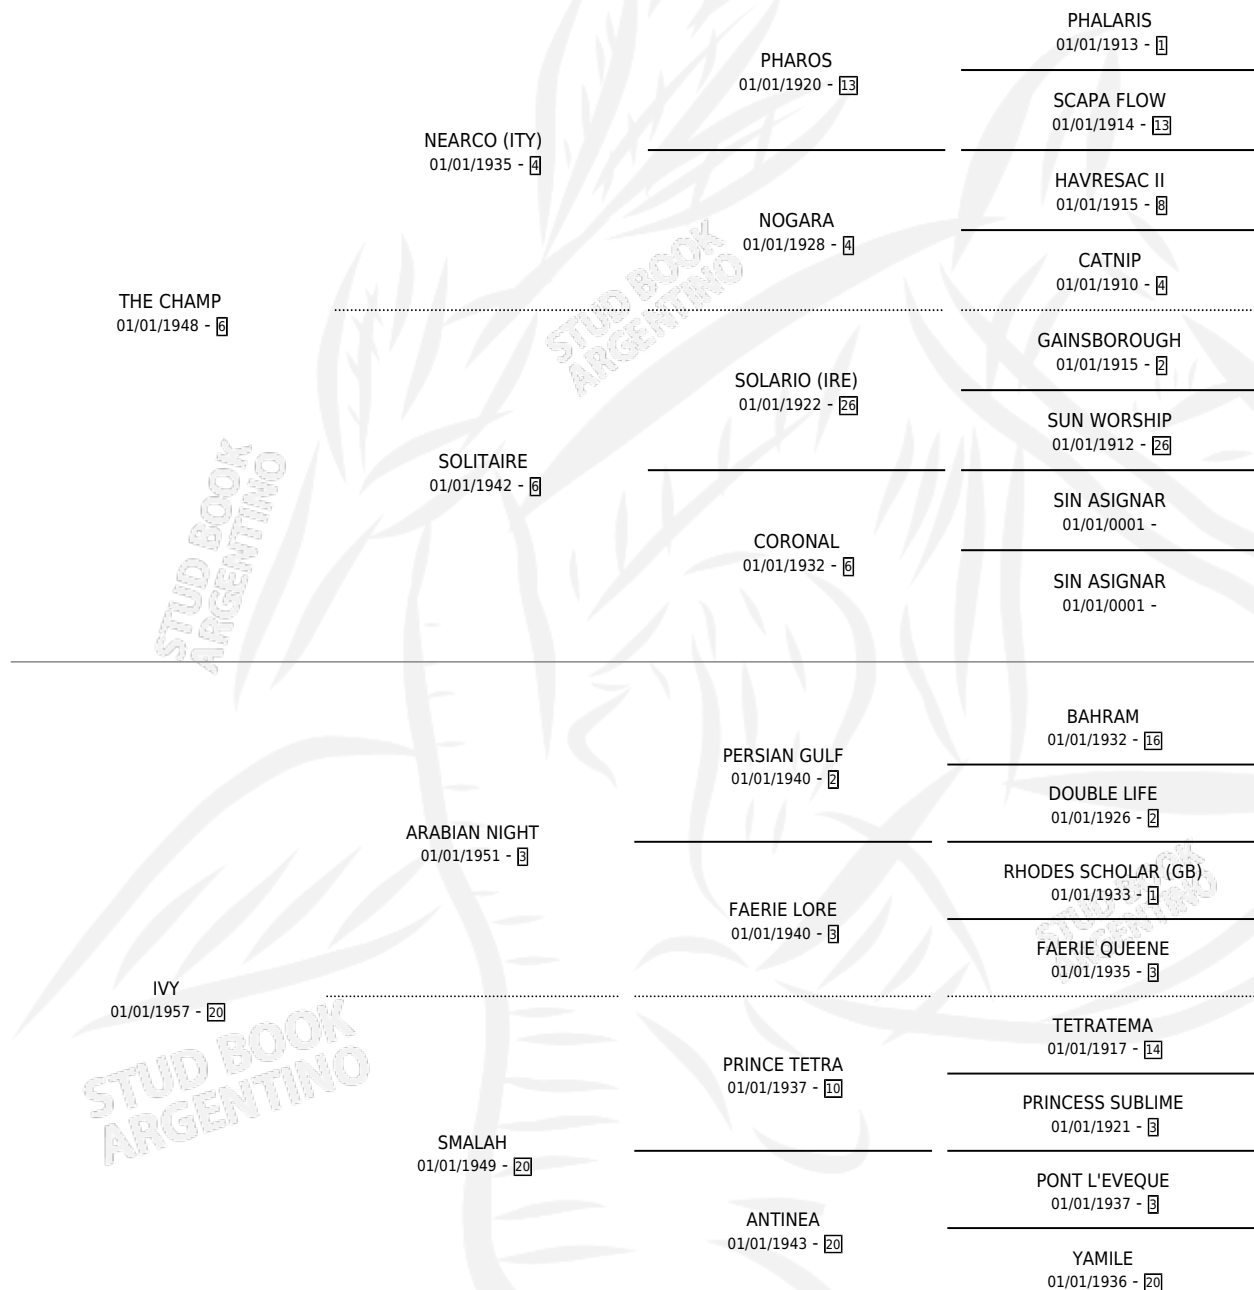 PHALARIS
01/01/1913 - 1
PHAROS
01/01/1920 - 13
SCAPA FLOW
01/01/1914 - 13
NEARCO (ITY)
01/01/1935 - 4
HAVRESAC II
01/01/1915 - 8
NOGARA
01/01/1928 - 4
CATNIP
01/01/1910 - 4
THE CHAMP
01/01/1948 - 6
GAINSBOROUGH
01/01/1915 - 2
SOLARIO (IRE)
01/01/1922 - 26
SUN WORSHIP
01/01/1912 - 26
SOLITAIRE
01/01/1942 - 6
SIN ASIGNAR
01/01/0001 -
CORONAL
01/01/1932 - 6
SIN ASIGNAR
01/01/0001 -
BAHRAM
01/01/1932 - 16
PERSIAN GULF
01/01/1940 - 2
DOUBLE LIFE
01/01/1926 - 2
ARABIAN NIGHT
01/01/1951 - 3
RHODES SCHOLAR (GB)
01/01/1933 - 1
FAERIE LORE
01/01/1940 - 3
FAERIE QUEENE
01/01/1935 - 3
IVY
01/01/1957 - 20
TETRATEMA
01/01/1917 - 14
PRINCE TETRA
01/01/1937 - 10
PRINCESS SUBLIME
01/01/1921 - 3
SMALAH
01/01/1949 - 20
PONT L'EVEQUE
01/01/1937 - 3
ANTINEA
01/01/1943 - 20
YAMILE
01/01/1936 - 20
STUD BOOK
ARGENTINO
STUD BOOK
ARGENTINO
STUD BOOK
ARGENTINO
STUD BOOK
ARGENTINO